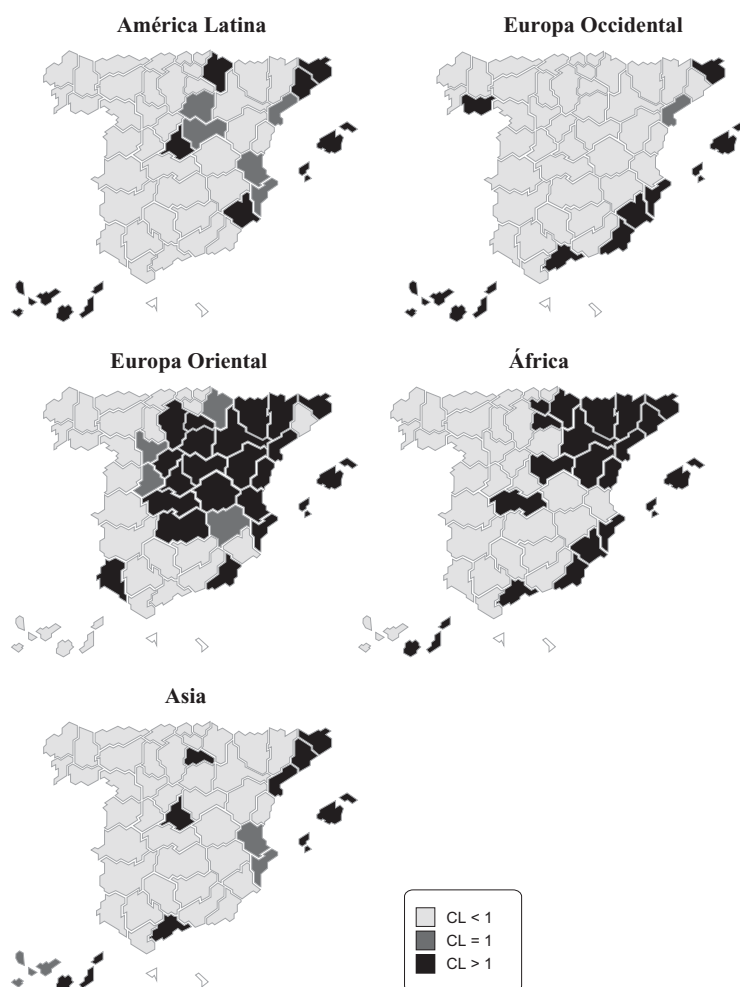 América Latina
Europa Occidental
Europa Oriental
África
Asia
CL < 1
CL = 1
CL > 1